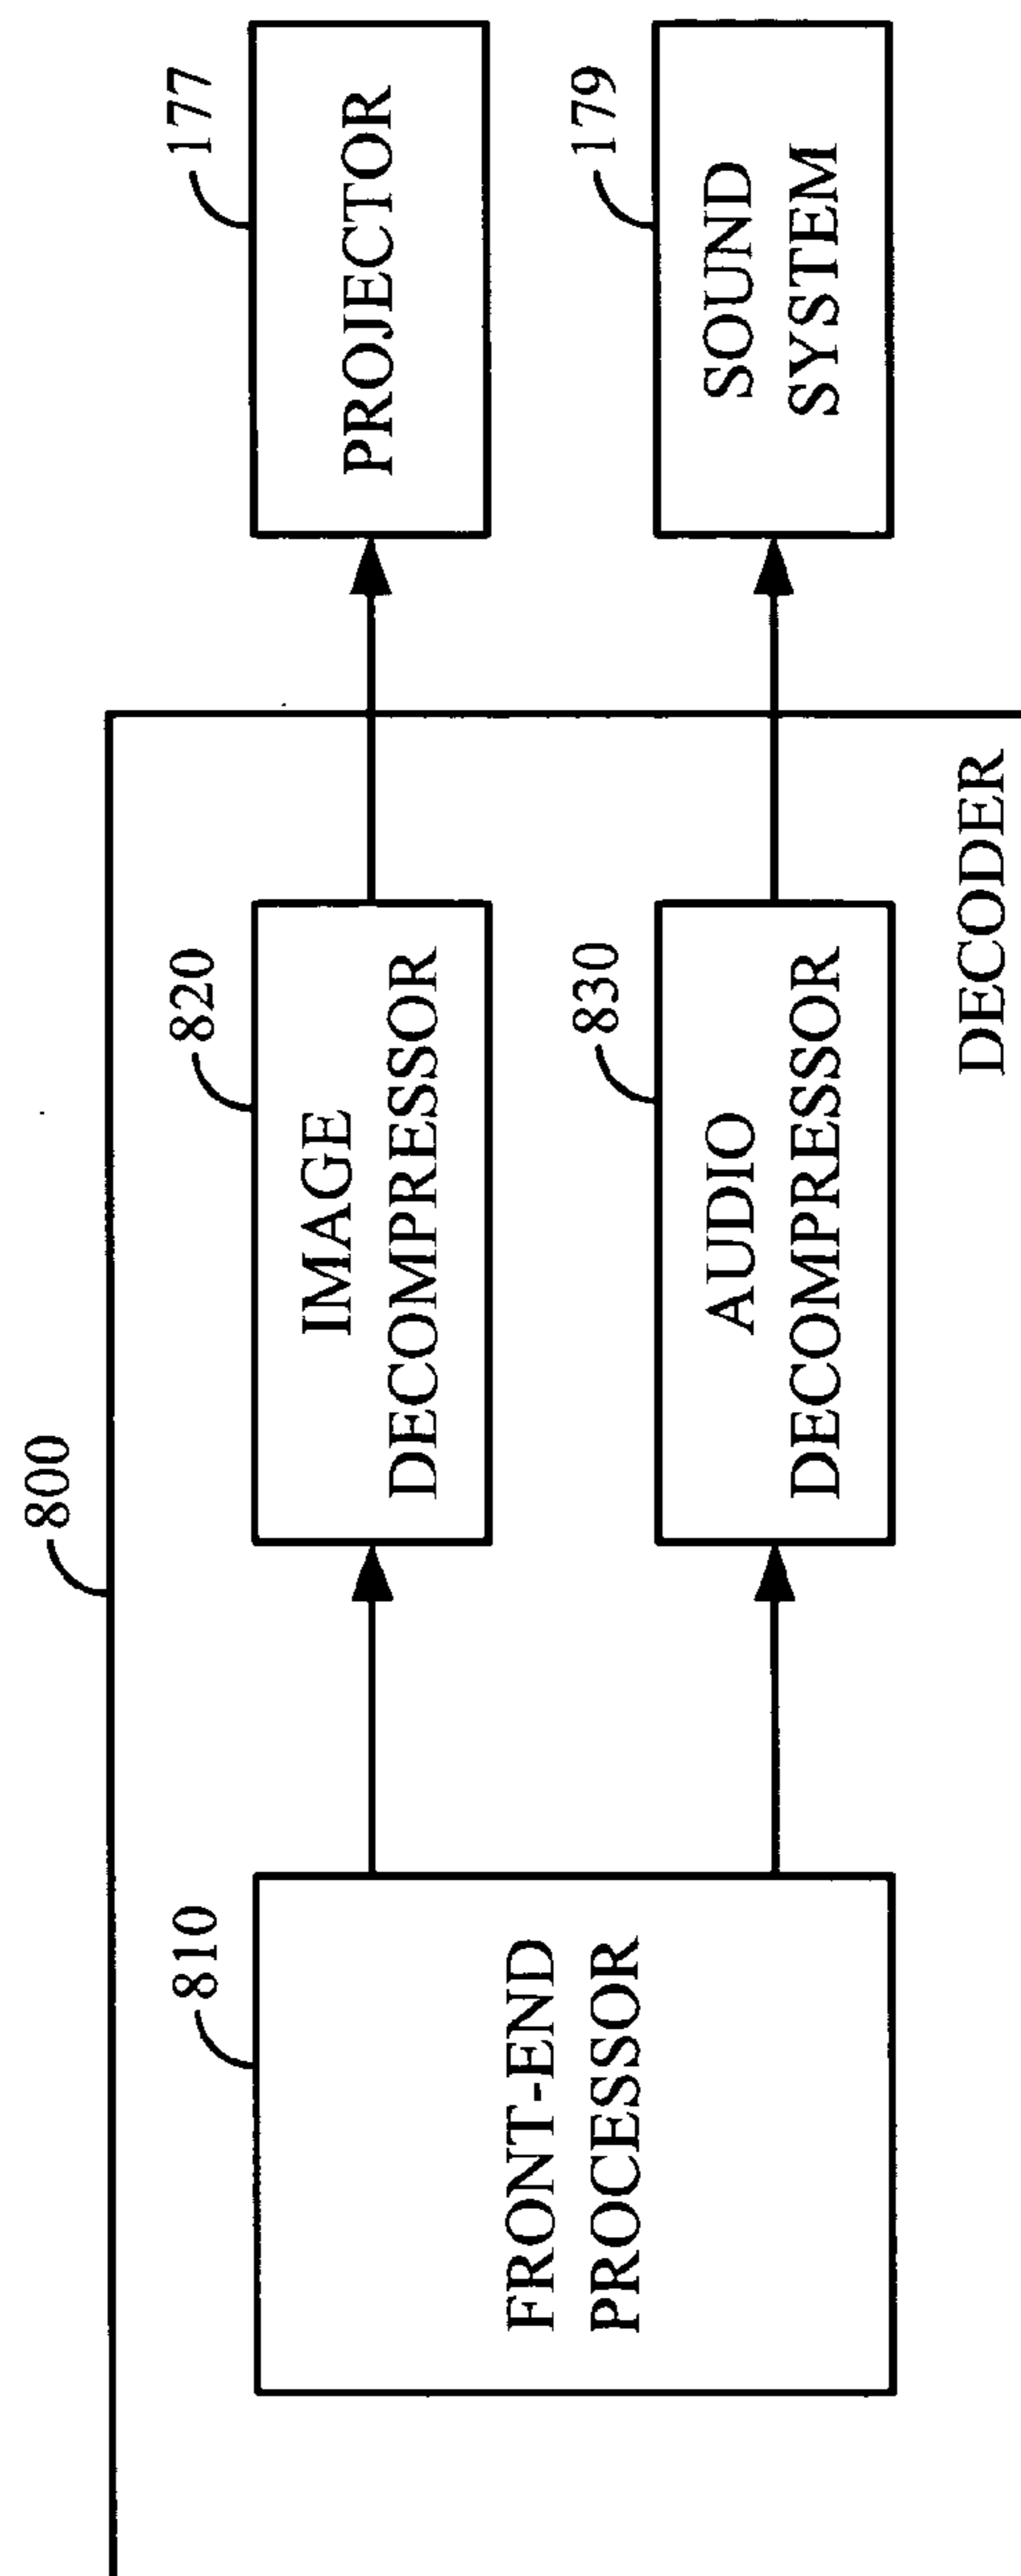 800
810
FRONT-END
PROCESSOR
820
IMAGE
DECOMPRESSOR
177
PROJECTOR
830
AUDIO
DECOMPRESSOR
179
SOUND
SYSTEM
DECODER